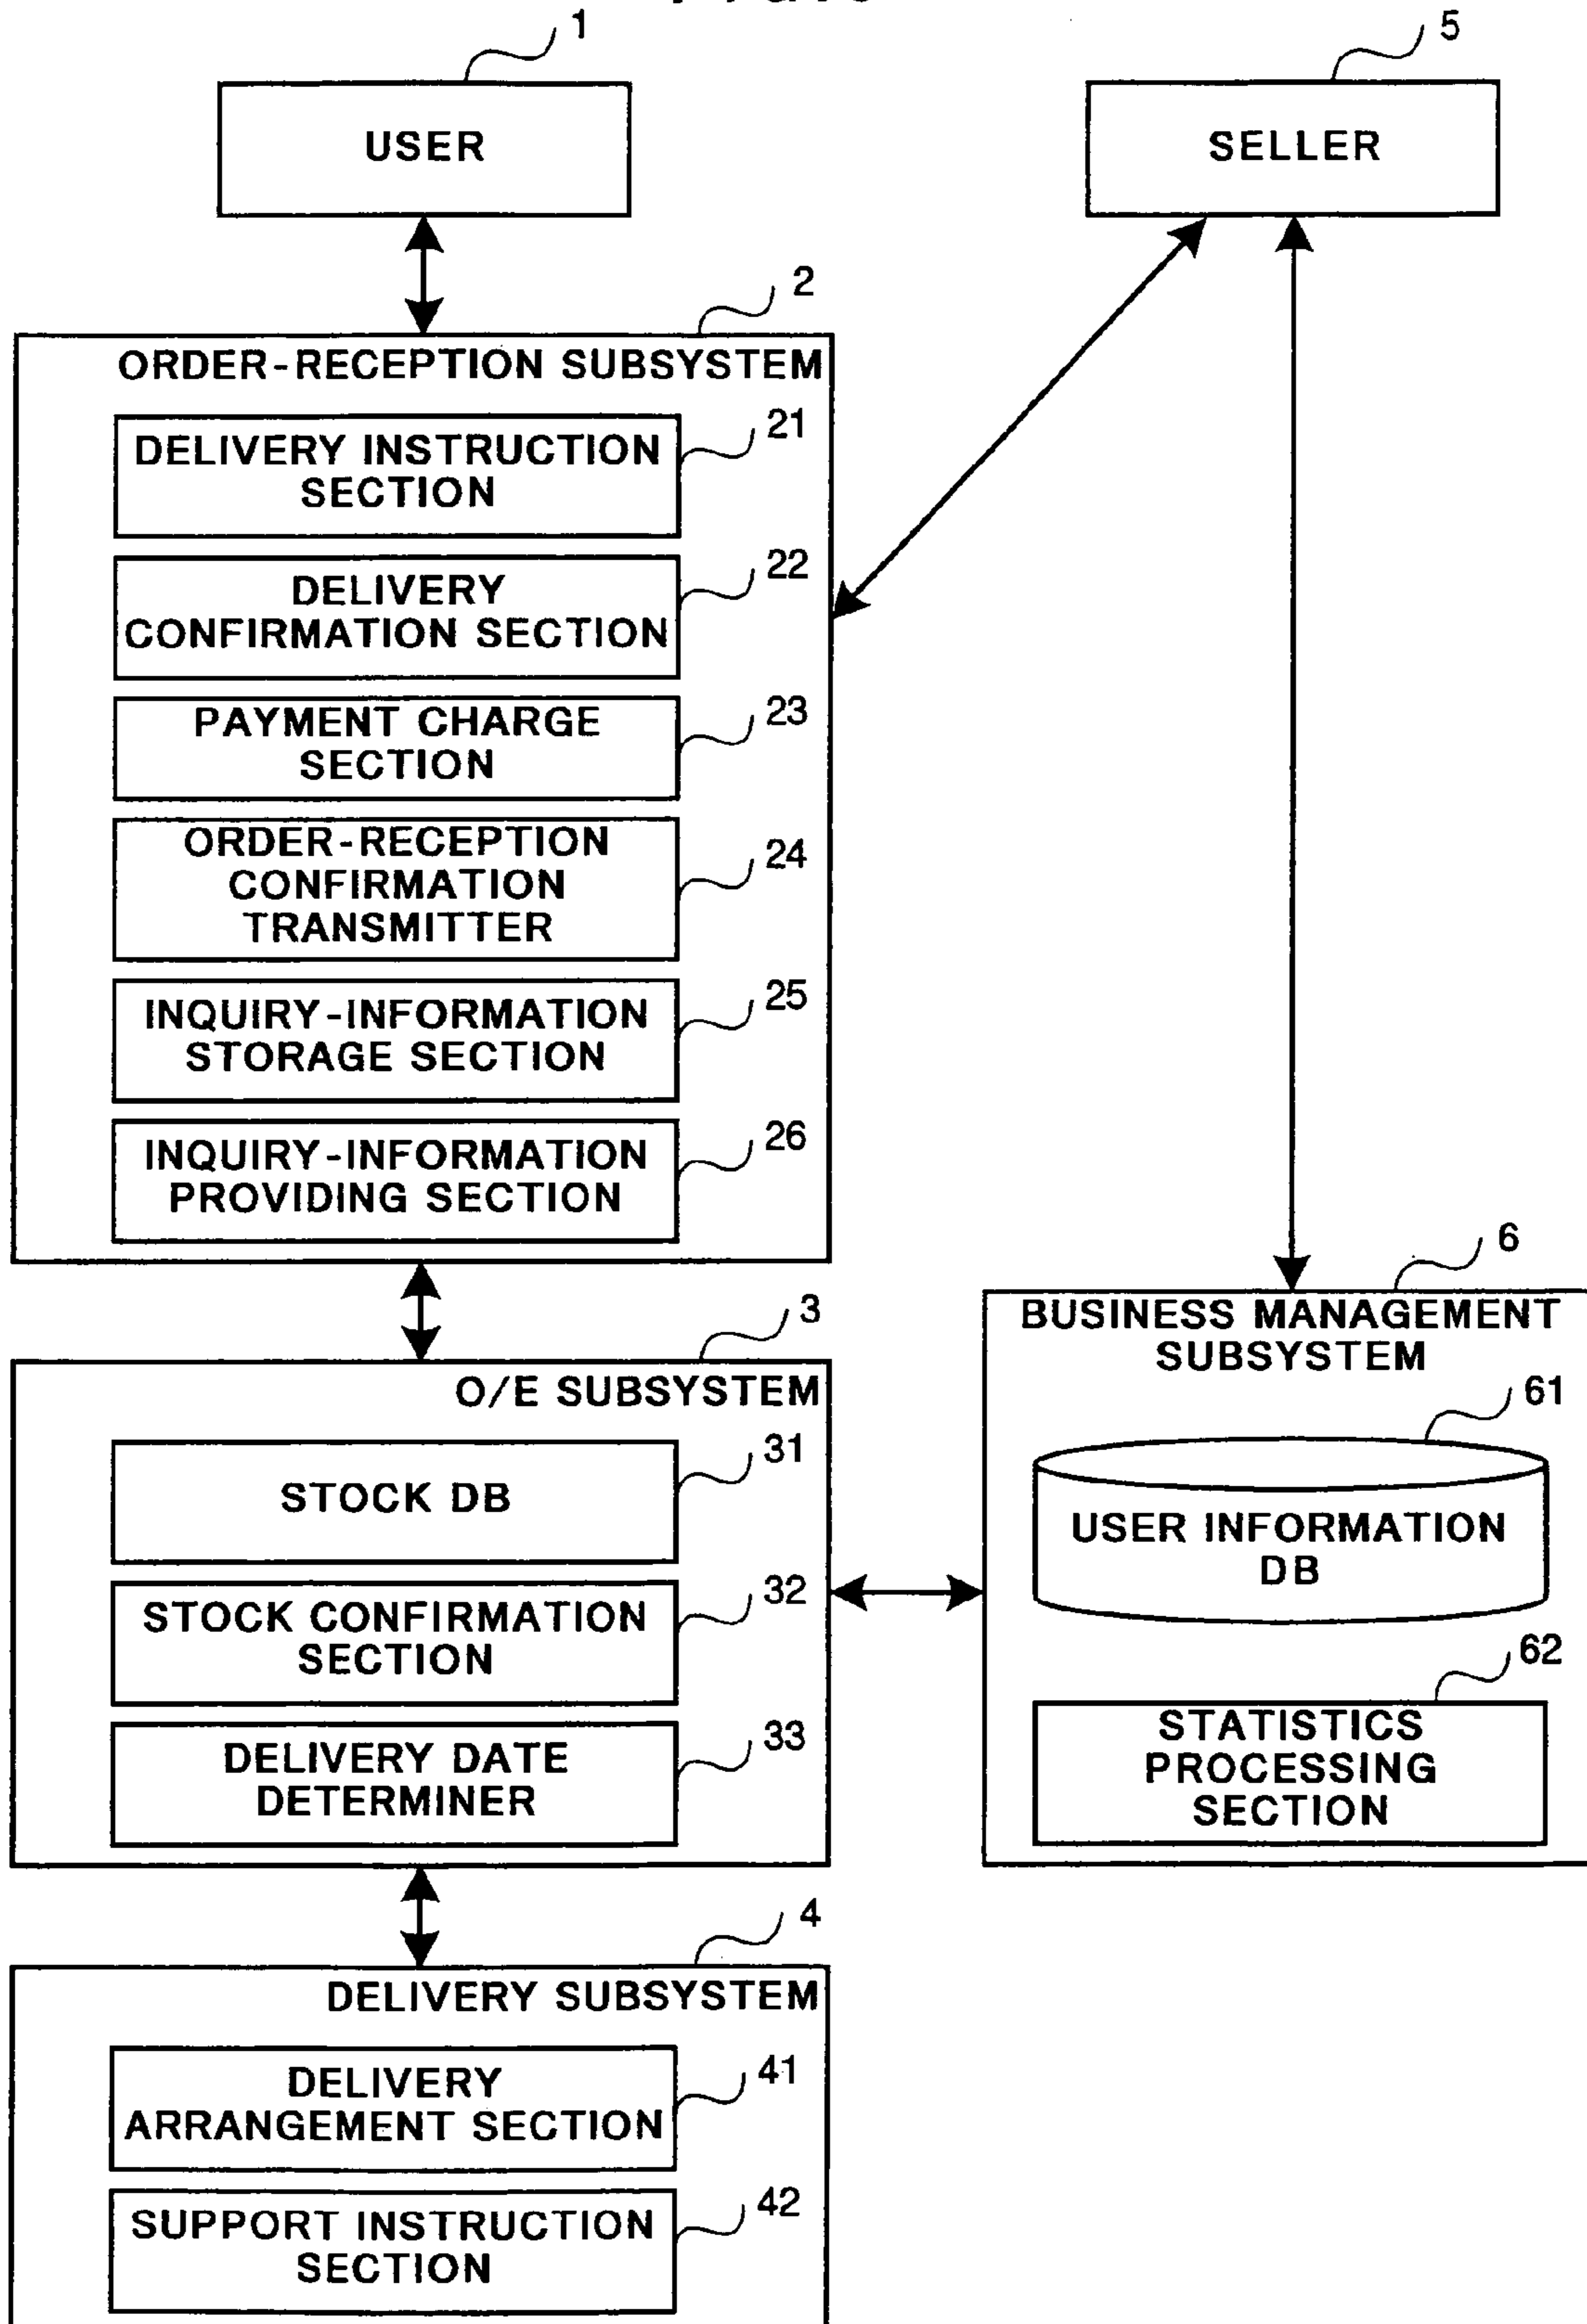 1
USER
5
SELLER
2
ORDER-RECEPTION SUBSYSTEM
21
DELIVERY INSTRUCTION
SECTION
22
DELIVERY
CONFIRMATION SECTION
23
PAYMENT CHARGE
SECTION
24
ORDER-RECEPTION
CONFIRMATION
TRANSMITTER
25
INQUIRY-INFORMATION
STORAGE SECTION
26
INQUIRY-INFORMATION
PROVIDING SECTION
3
O/E SUBSYSTEM
31
STOCK DB
32
STOCK CONFIRMATION
SECTION
33
DELIVERY DATE
DETERMINER
6
BUSINESS MANAGEMENT
SUBSYSTEM
61
USER INFORMATION
DB
62
STATISTICS
PROCESSING
SECTION
4
DELIVERY SUBSYSTEM
41
DELIVERY
ARRANGEMENT SECTION
42
SUPPORT INSTRUCTION
SECTION